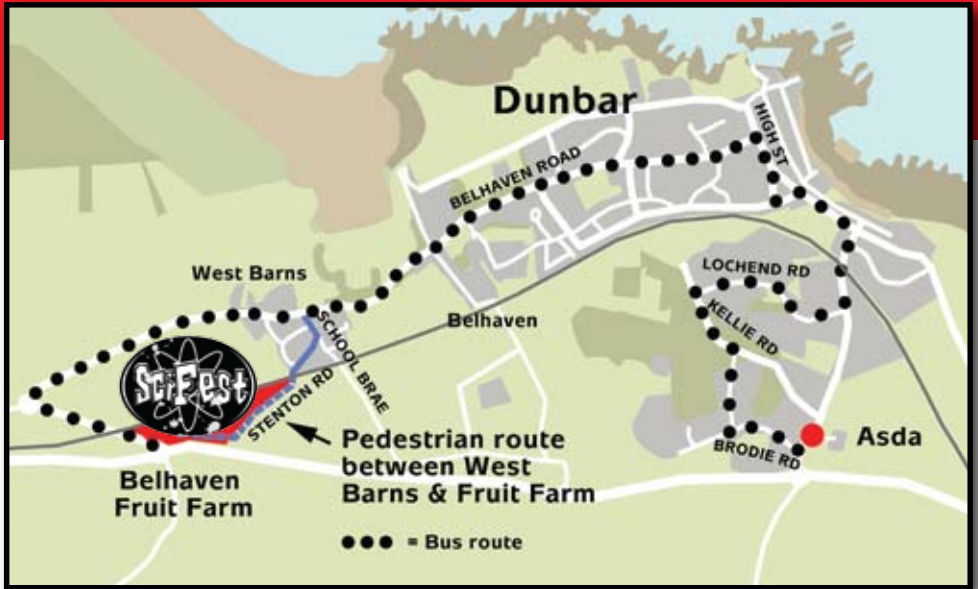 Dunbar
HIGH ST
BELHAVEN ROAD
West Barns
LOCHEND RD
SCHOOL BRAE
Belhaven
KELLIE RD
SciFest
STENTON RD
Pedestrian route
between West
Barns & Fruit Farm
Asda
BRODIE RD
Belhaven
Fruit Farm
= Bus route